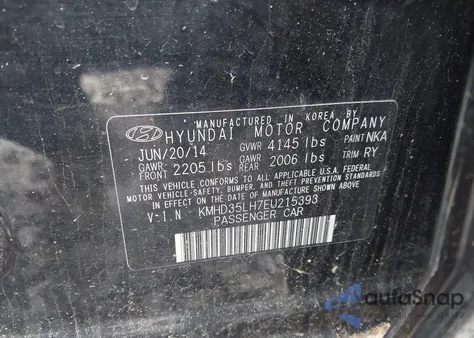 MANUFACTURED IN KOREA BY
HYUNDAI MOTOR COMPANY
JUN/20/14 GVWR 4145 lbs PAINT NKA
GAWR FRONT 2205 lbs GAWR REAR 2006 lbs TRIM RY
THIS VEHICLE CONFORMS TO ALL APPLICABLE U.S.A. FEDERAL
MOTOR VEHICLE-SAFETY, BUMPER, AND THEFT PREVENTION STANDARDS
IN EFFECT ON THE DATE OF MANUFACTURE SHOWN ABOVE.
V·I·N KMHD35LH7EU215393
PASSENGER CAR
autaSnap